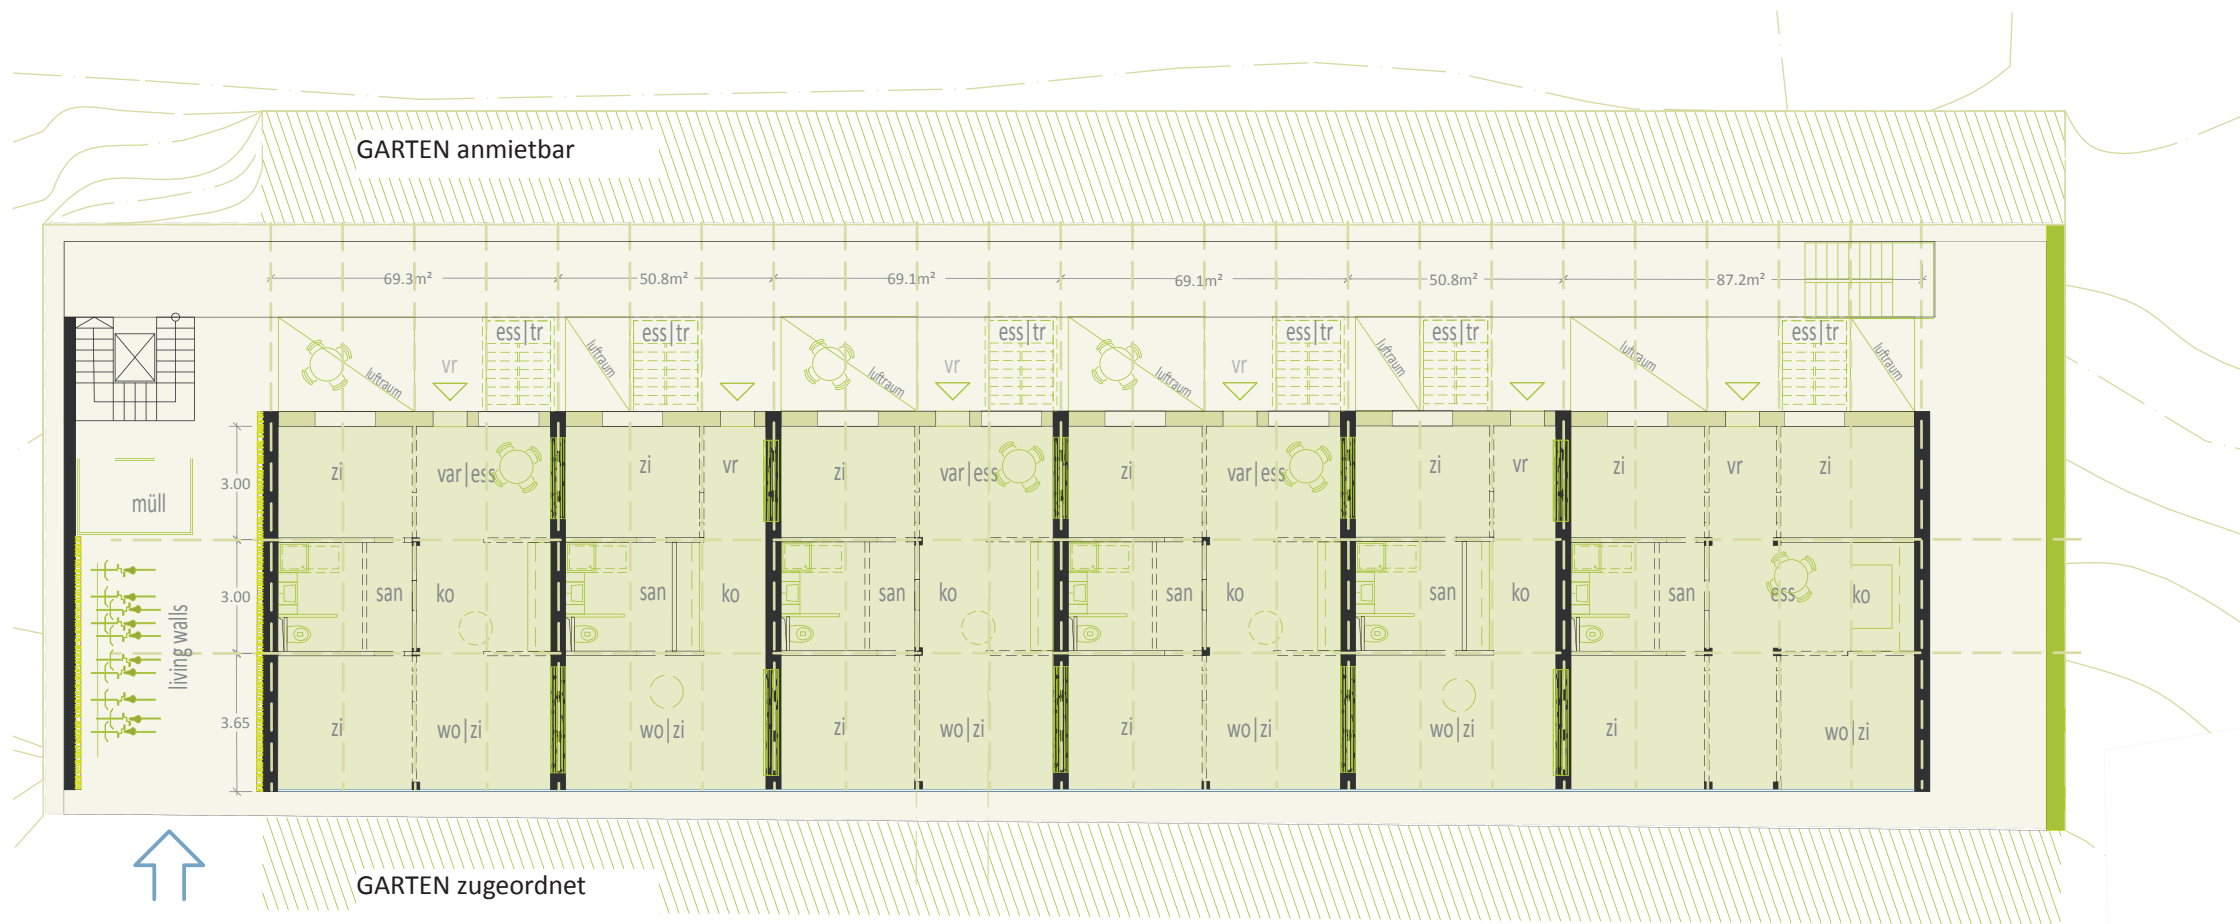 GARTEN anmietbar
69.3m² 50.8m² 69.1m² 69.1m² 50.8m² 87.2m²
ess|tr ess|tr ess|tr ess|tr ess|tr ess|tr
luftraum vr luftraum luftraum vr luftraum vr luftraum luftraum luftraum
zi var|ess zi vr zi var|ess zi var|ess zi vr zi vr zi
3.00
müll
san ko san ko san ko san ko san ko san ess ko
3.00
living walls
3.65
zi wo|zi wo|zi zi wo|zi zi wo|zi wo|zi zi wo|zi
GARTEN zugeordnet